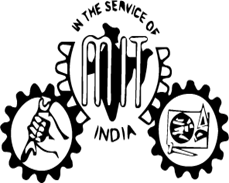 IN THE SERVICE OF
MIT
INDIA